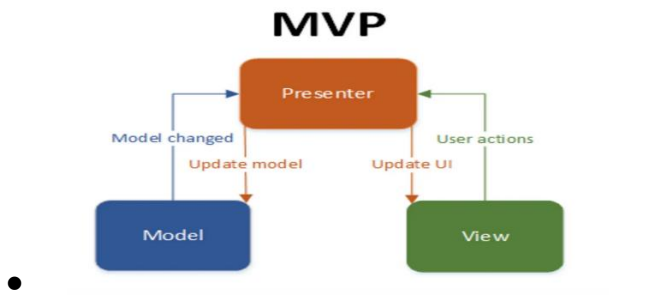 MVP
Presenter
Model changed
User actions
Update model
Update UI
Model
View